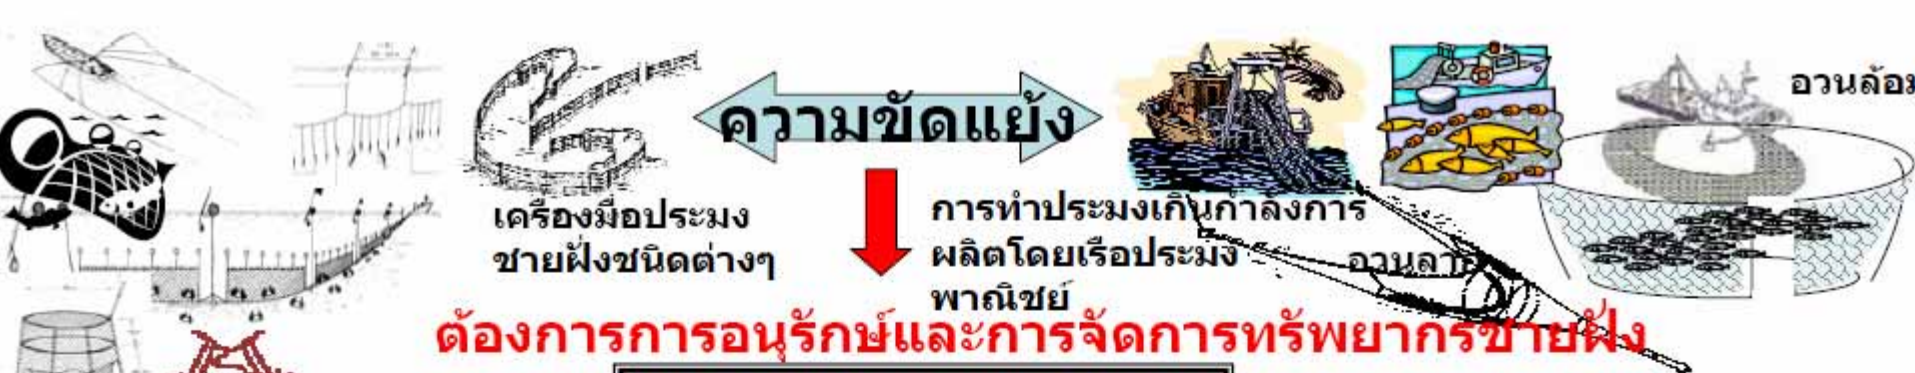 ความขัดแย้ง
อวนล้อม
เครื่องมือประมง
ชายฝั่งชนิดต่างๆ
การทำประมงเกินกำลังการ
ผลิตโดยเรือประมง
พาณิชย์
อวนลาก
ต้องการการอนุรักษ์และการจัดการทรัพยากรชายฝั่ง